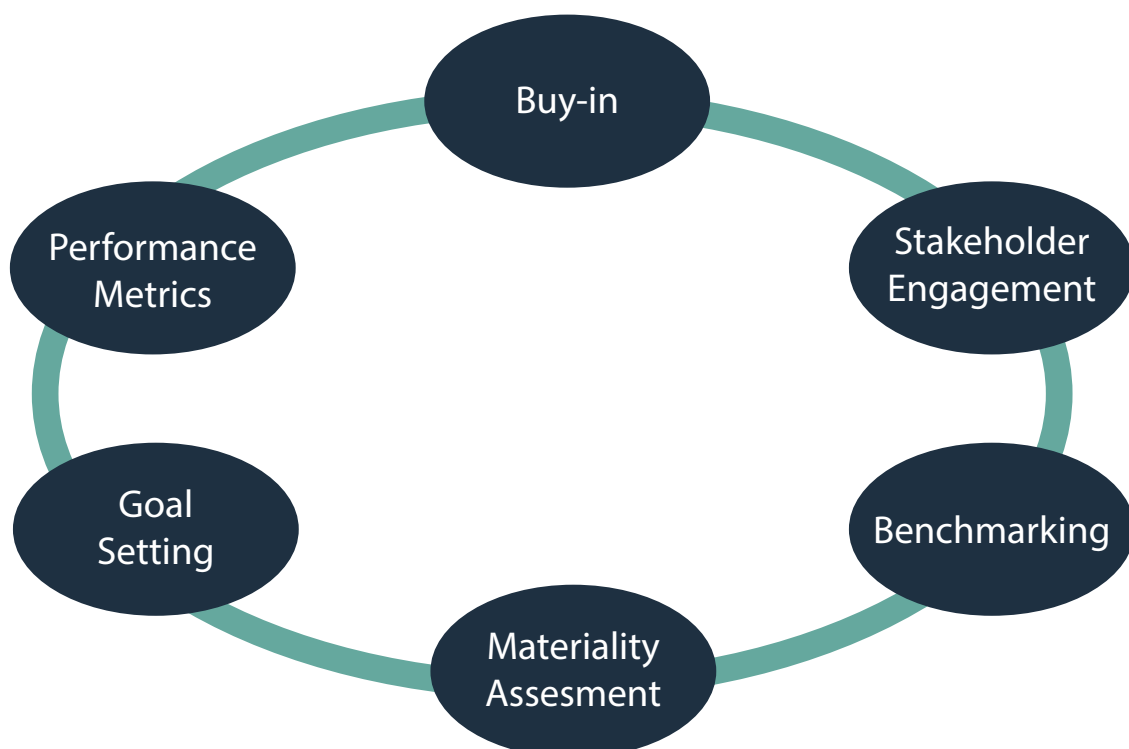 Buy-in
Stakeholder
Engagement
Benchmarking
Materiality
Assesment
Goal
Setting
Performance
Metrics